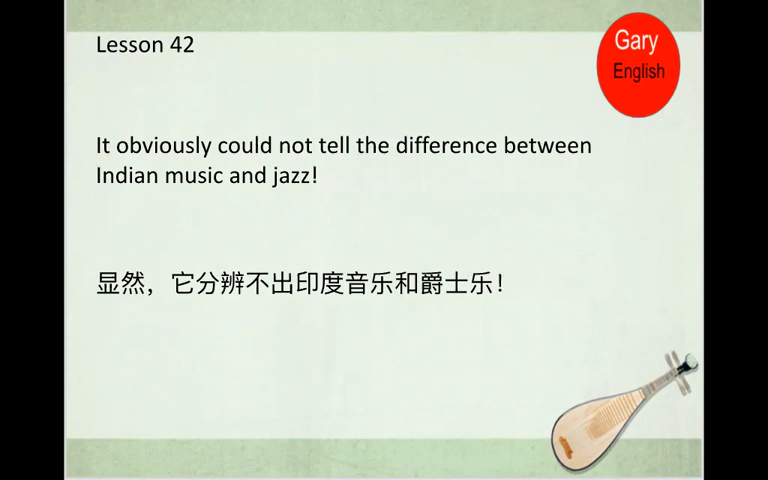 Lesson 42
Gary
English
It obviously could not tell the difference between
Indian music and jazz!
显然，它分辨不出印度音乐和爵士乐！